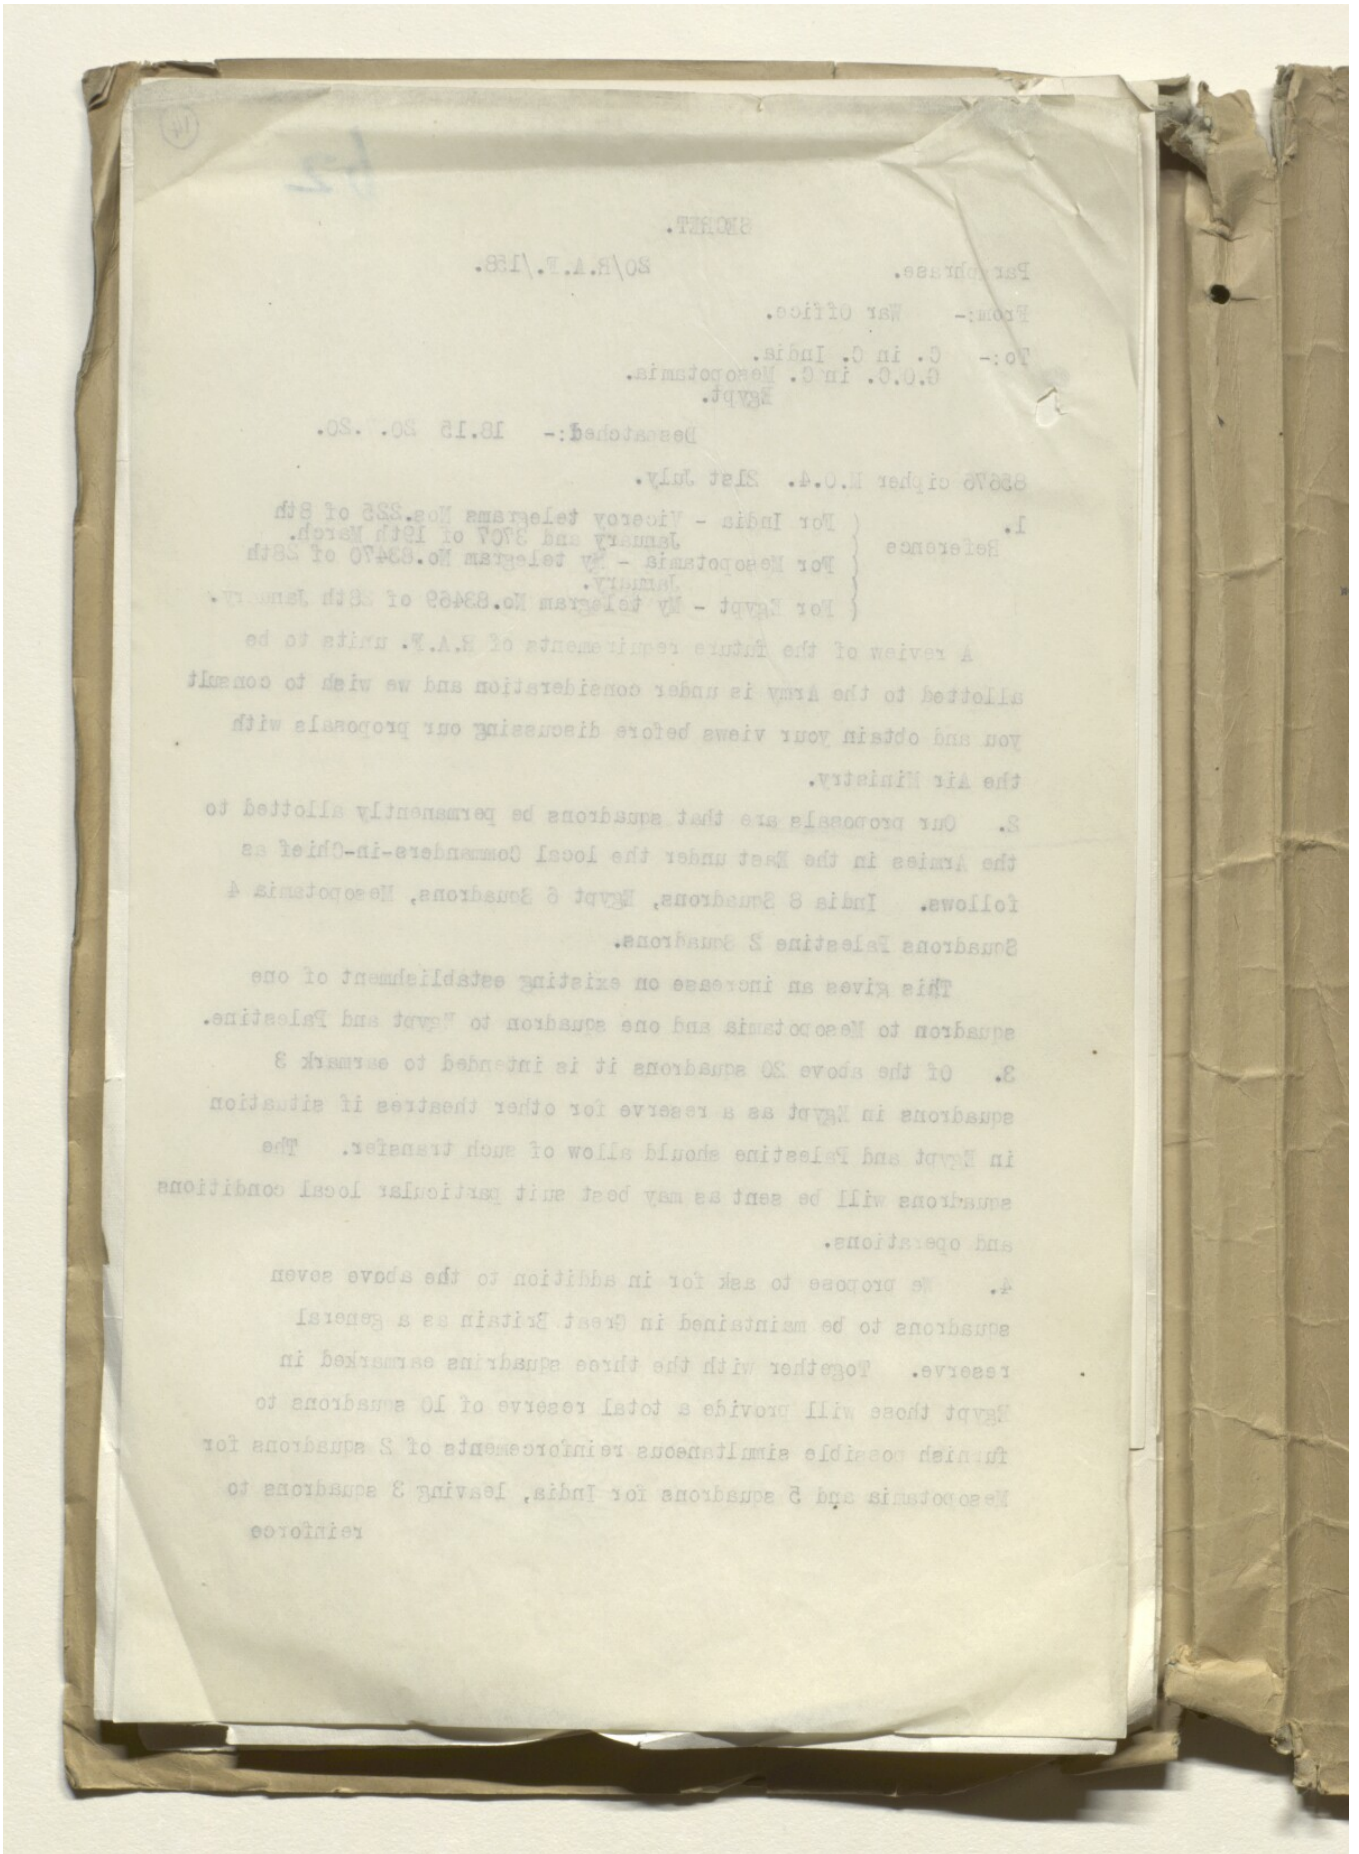 SECRET.
Paraphrase. 20/R.A.F./158.
From:- War Office.
To:- C. in C. India.
G.O.C. in C. Mesopotamia.
Egypt.
Despatched:- 18.15 20. .20.
85676 cipher M.O.4. 21st July.
1. ( For India - Viceroy telegrams Nos.225 of 8th
January and 3707 of 19th March.
Reference ( For Mesopotamia - My telegram No.83470 of 28th
January.
( For Egypt - My telegram No.83469 of 28th January.
A review of the future requirements of R.A.F. units to be
allotted to the Army is under consideration and we wish to consult
you and obtain your views before discussing our proposals with
the Air Ministry.
2. Our proposals are that squadrons be permanently allotted to
the Armies in the East under the local Commanders-in-Chief as
follows. India 8 Squadrons, Egypt 6 Squadrons, Mesopotamia 4
Squadrons Palestine 2 Squadrons.
This gives an increase on existing establishment of one
squadron to Mesopotamia and one squadron to Egypt and Palestine.
3. Of the above 20 squadrons it is intended to earmark 3
squadrons in Egypt as a reserve for other theatres if situation
in Egypt and Palestine should allow of such transfer. The
squadrons will be sent as may best suit particular local conditions
and operations.
4. We propose to ask for in addition to the above seven
squadrons to be maintained in Great Britain as a general
reserve. Together with the three squadrins earmarked in
Egypt those will provide a total reserve of 10 squadrons to
furnish possible simultaneous reinforcements of 2 squadrons for
Mesopotamia and 5 squadrons for India, leaving 3 squadrons to
reinforce